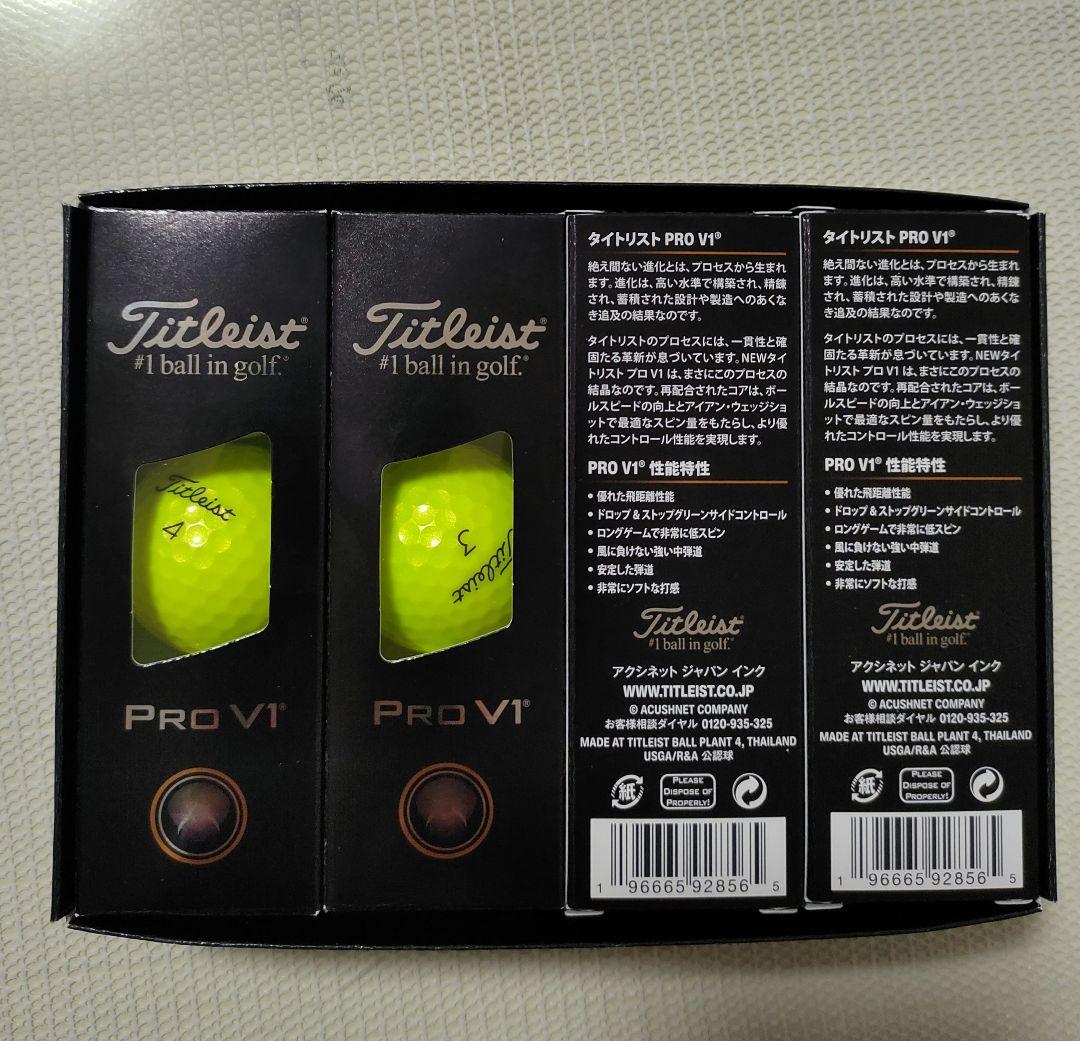 Titleist®
#1 ball in golf.®
Titleist
4
PRO V1®
Titleist®
#1 ball in golf.®
3
Titleist
PRO V1®
タイトリスト PRO V1®
絶え間ない進化とは、プロセスから生まれ
ます。進化は、高い水準で構築され、精錬
され、蓄積された設計や製造へのあくな
き追及の結果なのです。
タイトリストのプロセスには、一貫性と確
固たる革新が息づいています。NEWタイ
トリスト プロ V1 は、まさにこのプロセスの
結晶なのです。再配合されたコアは、ボー
ルスピードの向上とアイアン・ウェッジショ
ットで最適なスピン量をもたらし、より優
れたコントロール性能を実現します。
PRO V1® 性能特性
• 優れた飛距離性能
• ドロップ＆ストップグリーンサイドコントロール
• ロングゲームで非常に低スピン
• 風に負けない強い中弾道
• 安定した弾道
• 非常にソフトな打感
Titleist®
#1 ball in golf.®
アクシネット ジャパン インク
WWW.TITLEIST.CO.JP
© ACUSHNET COMPANY
お客様相談ダイヤル 0120-935-325
MADE AT TITLEIST BALL PLANT 4, THAILAND
USGA/R&A 公認球
紙
PLEASE
DISPOSE OF
PROPERLY!
1 96665 92856 5
タイトリスト PRO V1®
絶え間ない進化とは、プロセスから生まれ
ます。進化は、高い水準で構築され、精錬
され、蓄積された設計や製造へのあくな
き追及の結果なのです。
タイトリストのプロセスには、一貫性と確
固たる革新が息づいています。NEWタイ
トリスト プロ V1 は、まさにこのプロセスの
結晶なのです。再配合されたコアは、ボー
ルスピードの向上とアイアン・ウェッジショ
ットで最適なスピン量をもたらし、より優
れたコントロール性能を実現します。
PRO V1® 性能特性
• 優れた飛距離性能
• ドロップ＆ストップグリーンサイドコントロール
• ロングゲームで非常に低スピン
• 風に負けない強い中弾道
• 安定した弾道
• 非常にソフトな打感
Titleist®
#1 ball in golf.®
アクシネット ジャパン インク
WWW.TITLEIST.CO.JP
© ACUSHNET COMPANY
お客様相談ダイヤル 0120-935-325
MADE AT TITLEIST BALL PLANT 4, THAILAND
USGA/R&A 公認球
紙
PLEASE
DISPOSE OF
PROPERLY!
1 96665 92856 5